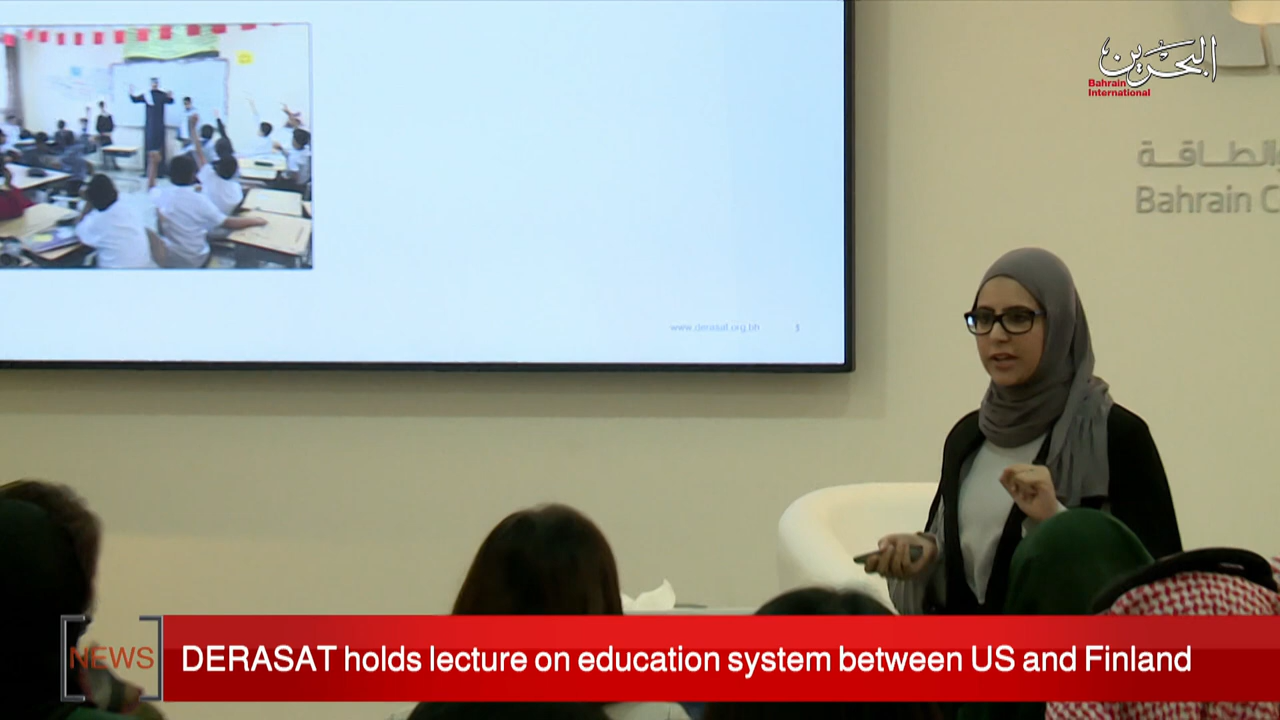 البحرين
Bahrain
International
والطاقة
Bahrain C
www.derasat.org.bh
NEWS
DERASAT holds lecture on education system between US and Finland